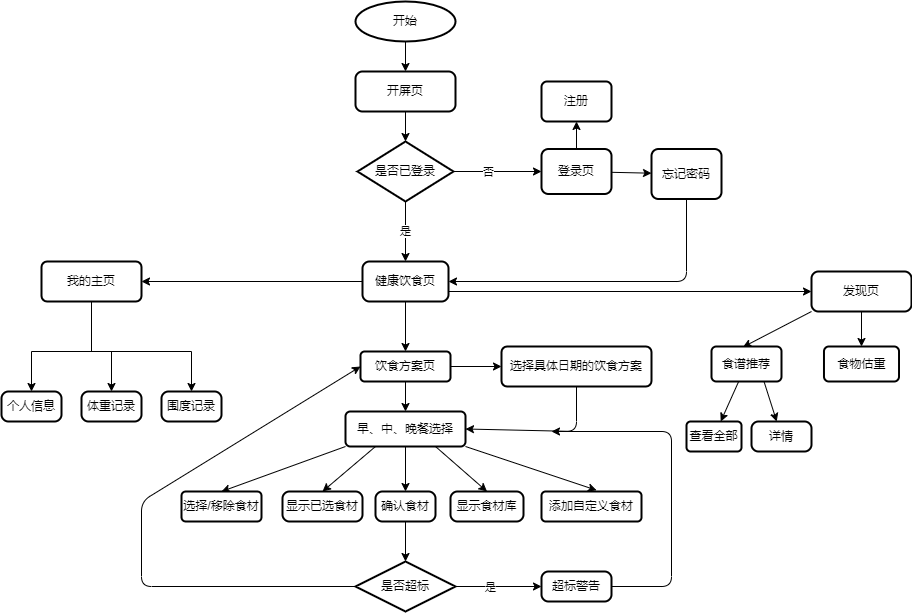 开始
开屏页
注册
是否已登录
否
登录页
忘记密码
是
我的主页
健康饮食页
发现页
饮食方案页
选择具体日期的饮食方案
食谱推荐
食物估重
个人信息
体重记录
围度记录
早、中、晚餐选择
查看全部
详情
选择/移除食材
显示已选食材
确认食材
显示食材库
添加自定义食材
是否超标
是
超标警告